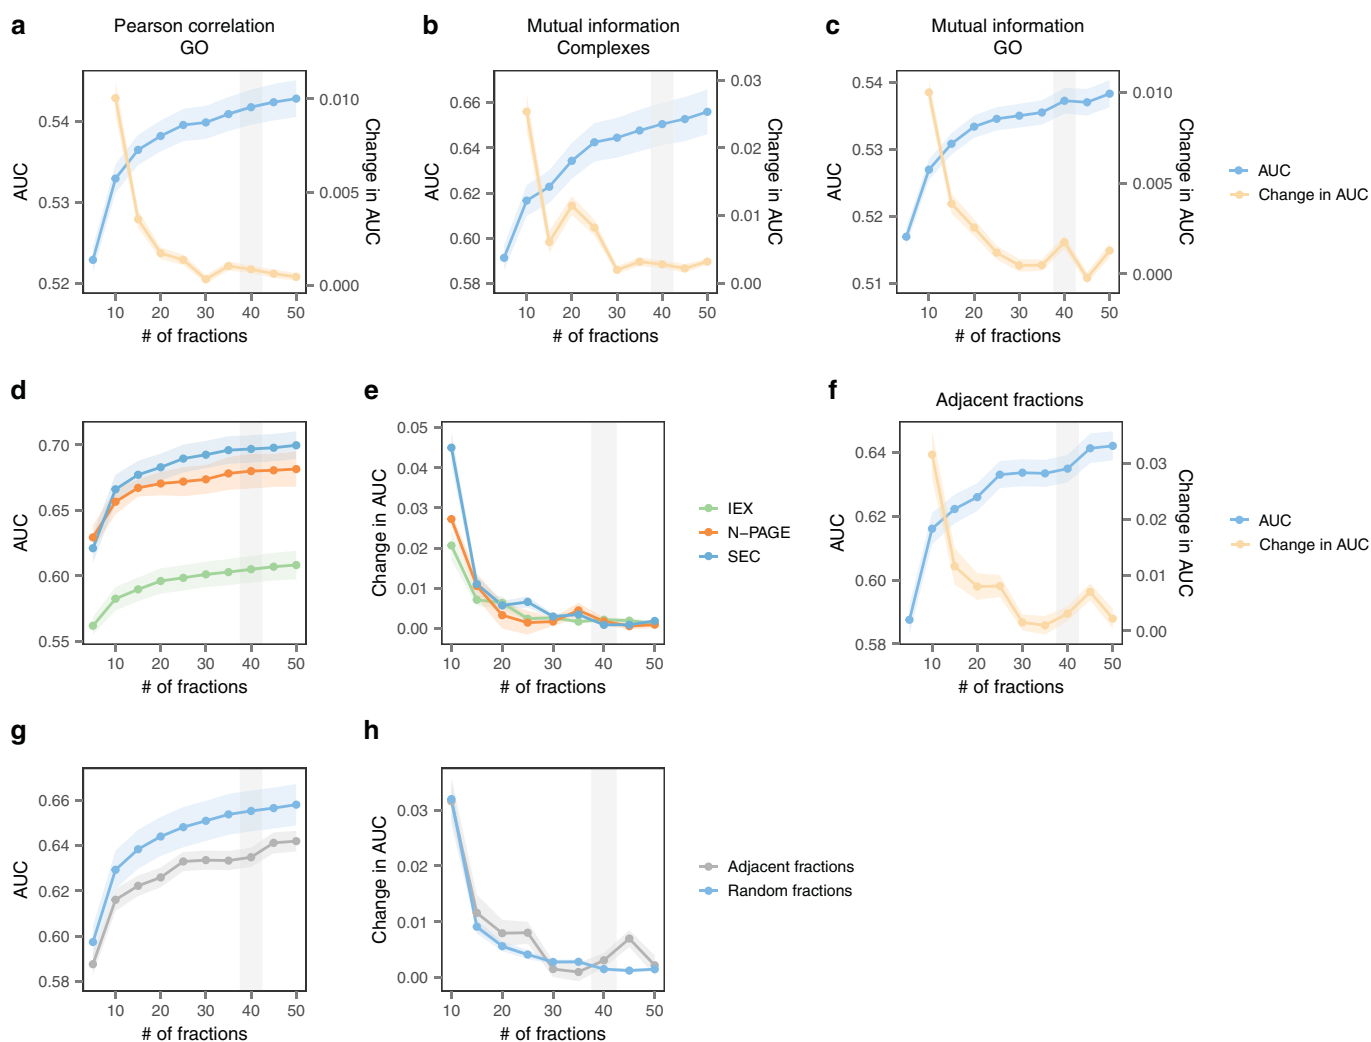 a
Pearson correlation
GO
AUC
0.54
0.53
0.52
0.010
0.005
0.000
Change in AUC
10 20 30 40 50
# of fractions
b
Mutual information
Complexes
AUC
0.66
0.64
0.62
0.60
0.58
0.03
0.02
0.01
0.00
Change in AUC
10 20 30 40 50
# of fractions
c
Mutual information
GO
AUC
0.54
0.53
0.52
0.51
0.010
0.005
0.000
Change in AUC
10 20 30 40 50
# of fractions
AUC
Change in AUC
d
AUC
0.70
0.65
0.60
0.55
10 20 30 40 50
# of fractions
e
Change in AUC
0.05
0.04
0.03
0.02
0.01
0.00
10 20 30 40 50
# of fractions
IEX
N−PAGE
SEC
f
Adjacent fractions
AUC
0.64
0.62
0.60
0.58
0.03
0.02
0.01
0.00
Change in AUC
10 20 30 40 50
# of fractions
AUC
Change in AUC
g
AUC
0.66
0.64
0.62
0.60
0.58
10 20 30 40 50
# of fractions
h
Change in AUC
0.03
0.02
0.01
0.00
10 20 30 40 50
# of fractions
Adjacent fractions
Random fractions